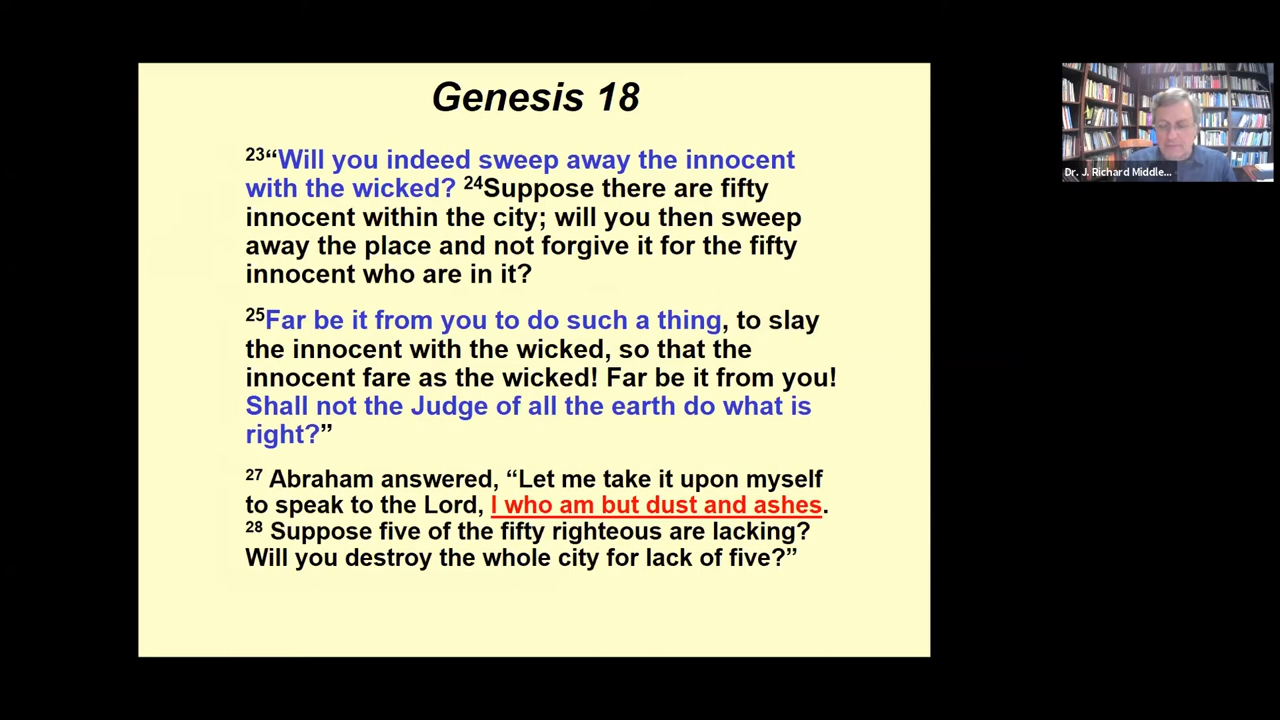 Genesis 18
23“Will you indeed sweep away the innocent
with the wicked? 24Suppose there are fifty
innocent within the city; will you then sweep
away the place and not forgive it for the fifty
innocent who are in it?
25Far be it from you to do such a thing, to slay
the innocent with the wicked, so that the
innocent fare as the wicked! Far be it from you!
Shall not the Judge of all the earth do what is
right?”
27 Abraham answered, “Let me take it upon myself
to speak to the Lord, I who am but dust and ashes.
28 Suppose five of the fifty righteous are lacking?
Will you destroy the whole city for lack of five?”
Dr. J. Richard Middle...